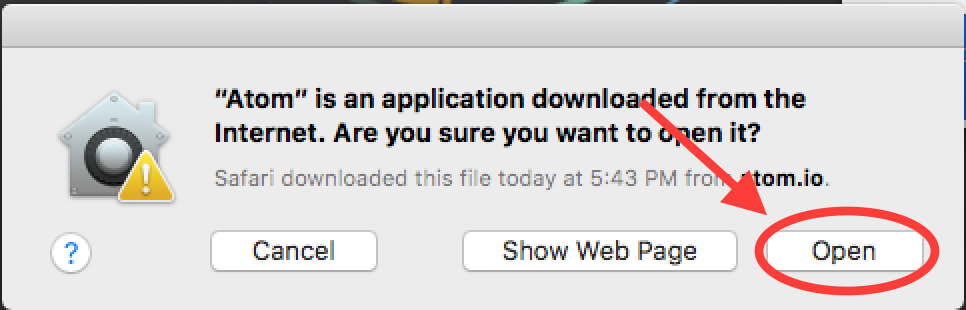 “Atom” is an application downloaded from the
Internet. Are you sure you want to open it?
Safari downloaded this file today at 5:43 PM from atom.io.
?
Cancel
Show Web Page
Open